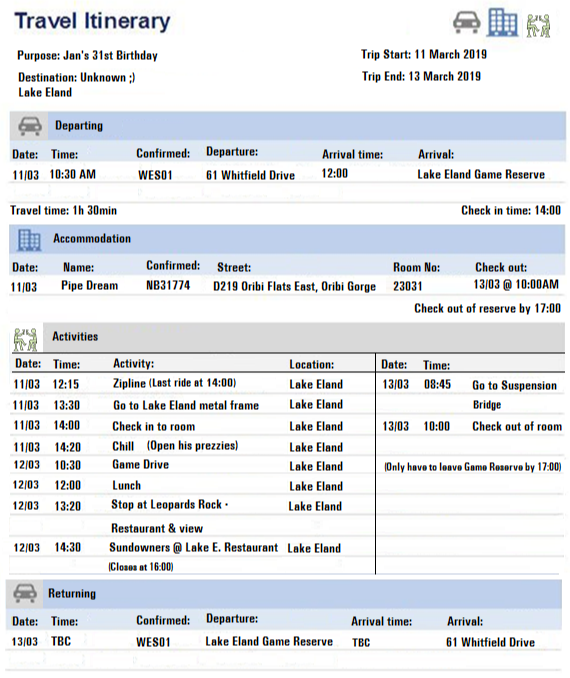 Travel Itinerary
Purpose: Jan's 31st Birthday
Trip Start: 11 March 2019
Destination: Unknown ;)
Trip End: 13 March 2019
Lake Eland
Departing
Date: Time: Confirmed: Departure: Arrival time: Arrival:
11/03 10:30 AM WES01 61 Whitfield Drive 12:00 Lake Eland Game Reserve
Travel time: 1h 30min Check in time: 14:00
Accommodation
Date: Name: Confirmed: Street: Room No: Check out:
11/03 Pipe Dream NB31774 D219 Oribi Flats East, Oribi Gorge 23031 13/03 @ 10:00AM
Check out of reserve by 17:00
Activities
Date: Time: Activity: Location: Date: Time:
11/03 12:15 Zipline (Last ride at 14:00) Lake Eland 13/03 08:45 Go to Suspension
11/03 13:30 Go to Lake Eland metal frame Lake Eland Bridge
11/03 14:00 Check in to room Lake Eland 13/03 10:00 Check out of room
11/03 14:20 Chill (Open his prezzies) Lake Eland
12/03 10:30 Game Drive Lake Eland (Only have to leave Game Reserve by 17:00)
12/03 12:00 Lunch Lake Eland
12/03 13:20 Stop at Leopards Rock - Lake Eland
Restaurant & view
12/03 14:30 Sundowners @ Lake E. Restaurant Lake Eland
(Closes at 16:00)
Returning
Date: Time: Confirmed: Departure: Arrival time: Arrival:
13/03 TBC WES01 Lake Eland Game Reserve TBC 61 Whitfield Drive